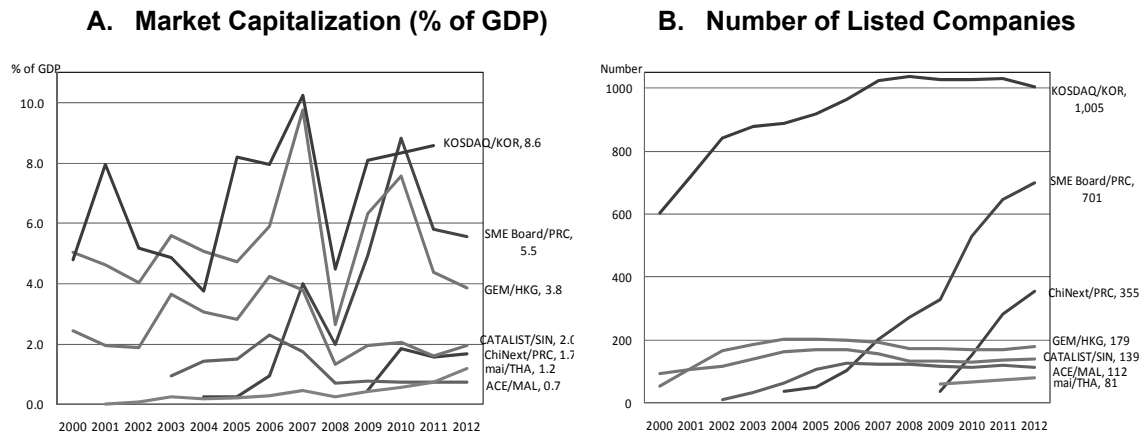 A. Market Capitalization (% of GDP)
% of GDP
10.0
8.0
6.0
4.0
2.0
0.0
2000 2001 2002 2003 2004 2005 2006 2007 2008 2009 2010 2011 2012
KOSDAQ/KOR, 8.6
SME Board/PRC,
5.5
GEM/HKG, 3.8
CATALIST/SIN, 2.0
ChiNext/PRC, 1.7
mai/THA, 1.2
ACE/MAL, 0.7
B. Number of Listed Companies
Number
1000
800
600
400
200
0
2000 2001 2002 2003 2004 2005 2006 2007 2008 2009 2010 2011 2012
KOSDAQ/KOR,
1,005
SME Board/PRC,
701
ChiNext/PRC, 355
GEM/HKG, 179
CATALIST/SIN, 139
ACE/MAL, 112
mai/THA, 81